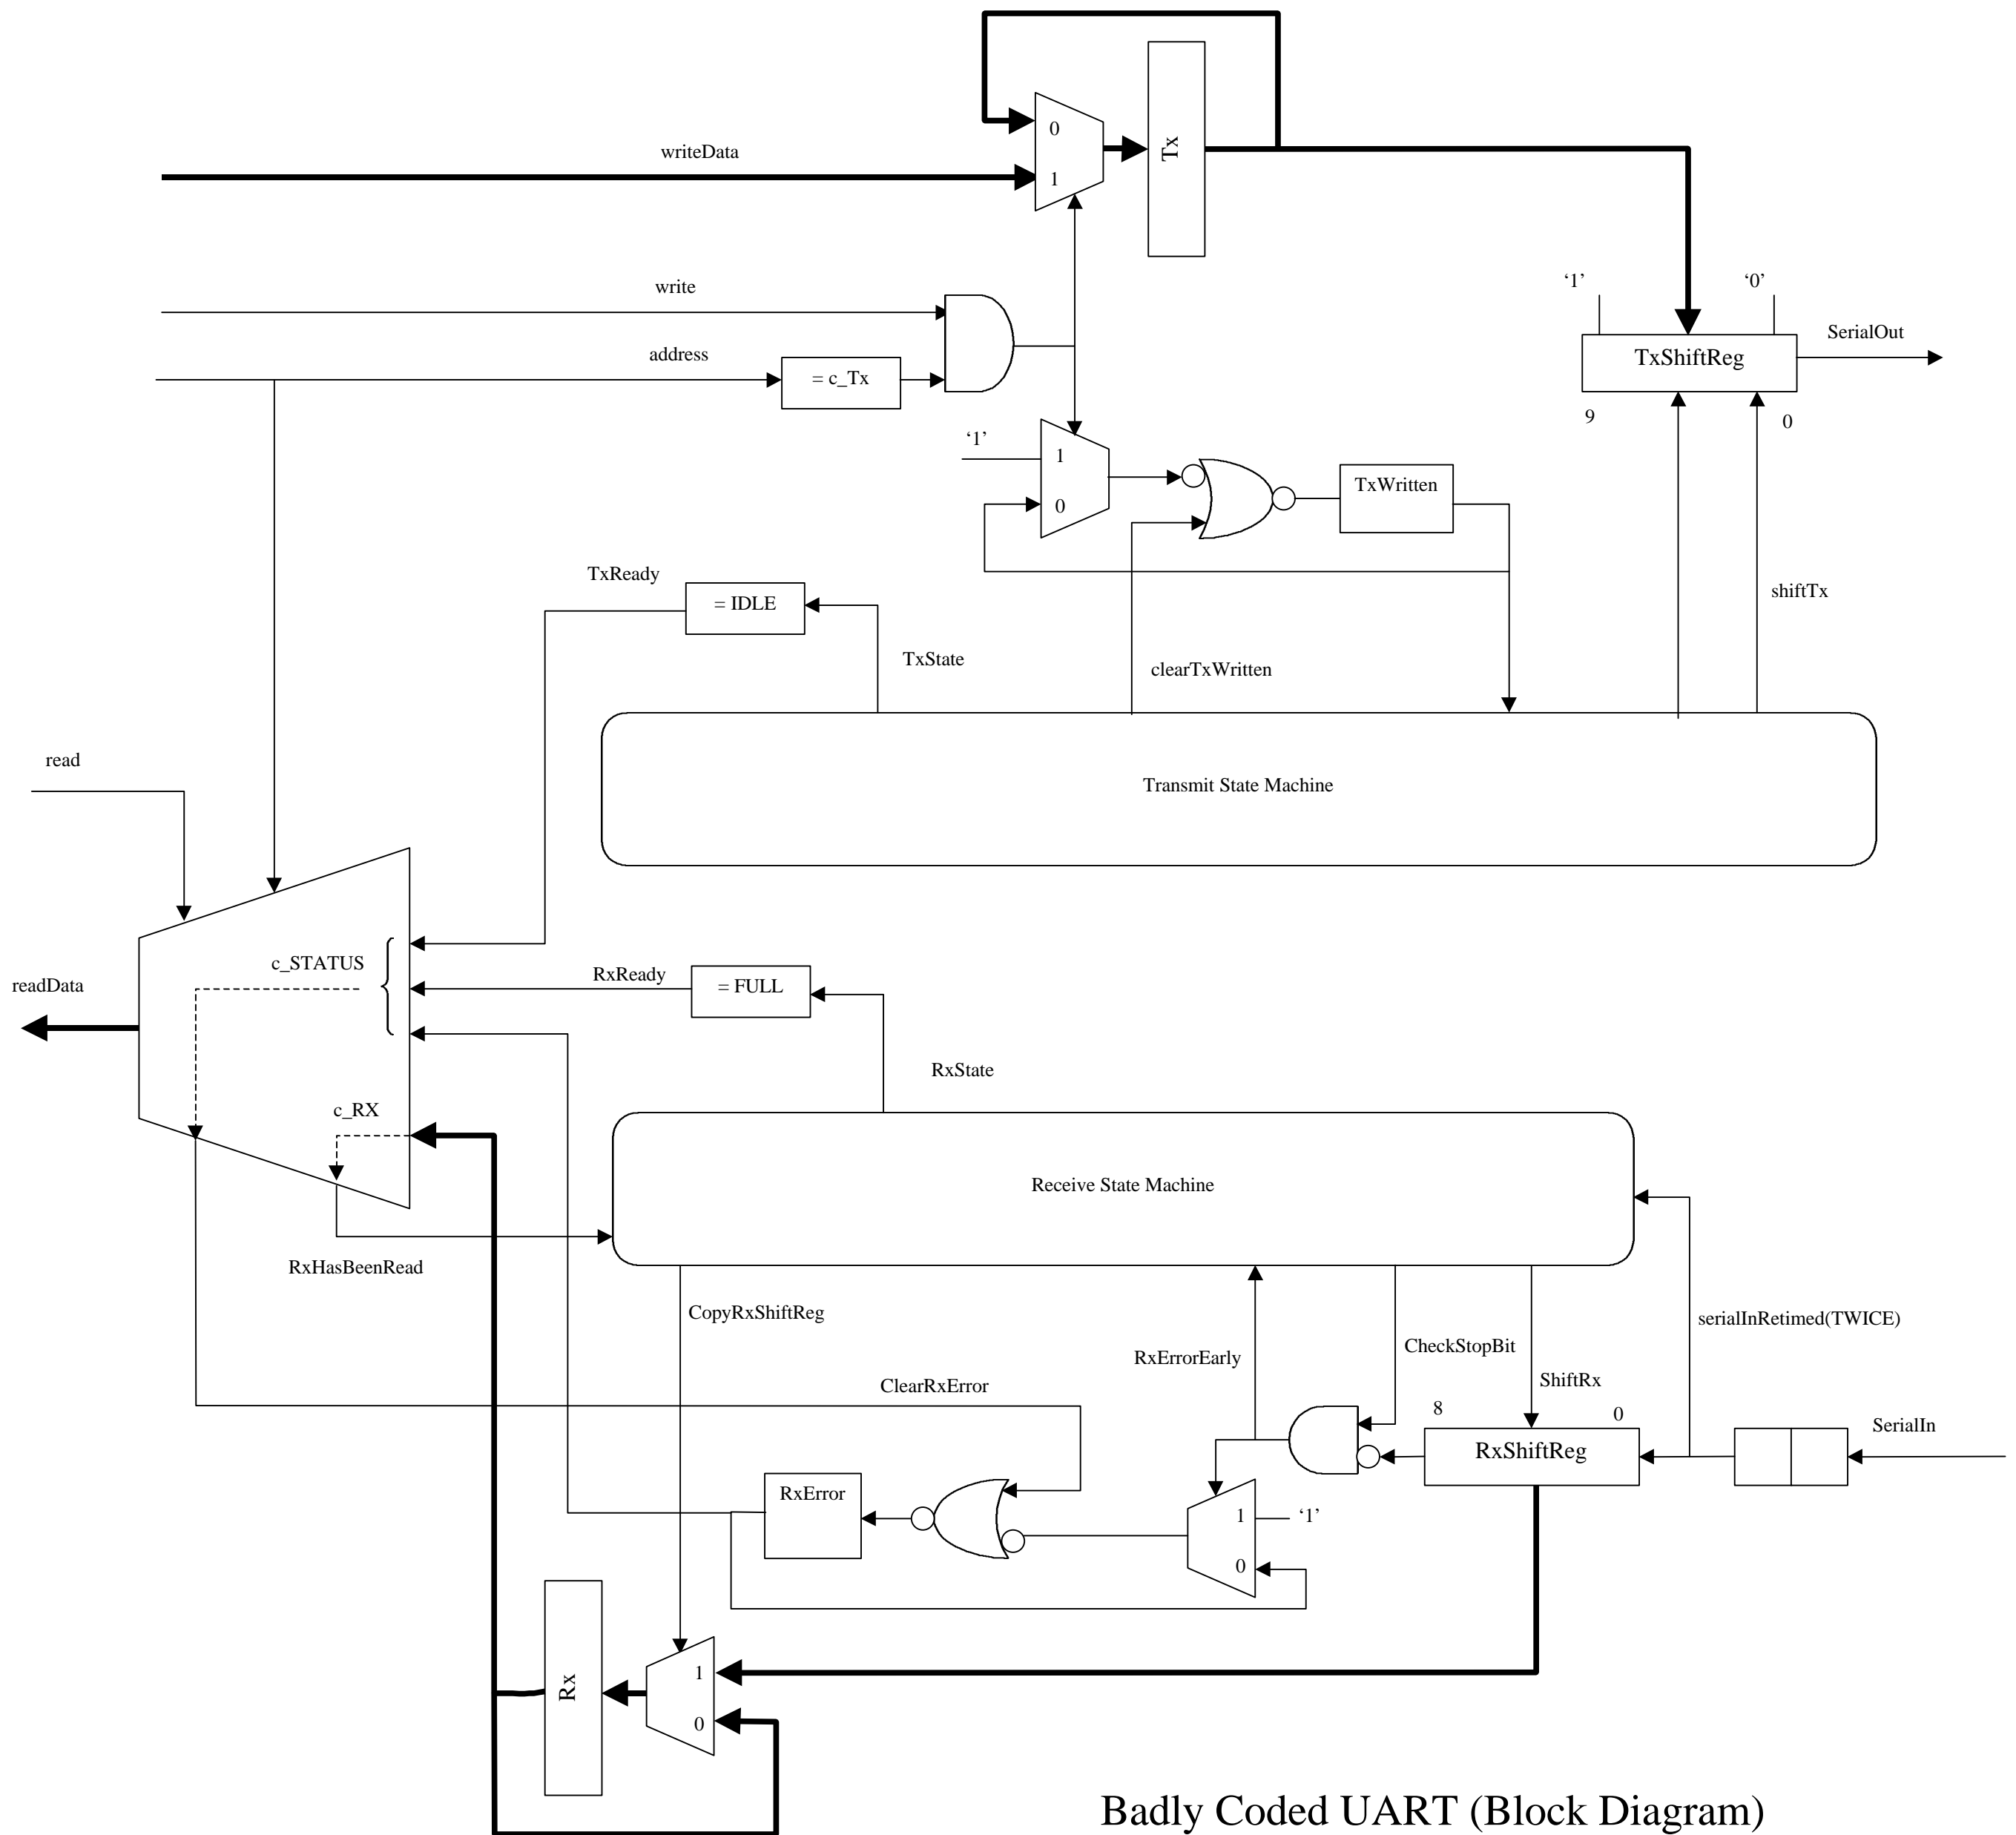 writeData
0
1
Tx
write
address
= c_Tx
‘1’
‘0’
TxShiftReg
SerialOut
9
0
‘1’
1
0
TxWritten
TxReady
= IDLE
TxState
clearTxWritten
shiftTx
Transmit State Machine
read
c_STATUS
readData
RxReady
= FULL
RxState
c_RX
Receive State Machine
RxHasBeenRead
CopyRxShiftReg
RxErrorEarly
CheckStopBit
ShiftRx
serialInRetimed(TWICE)
ClearRxError
8
0
RxShiftReg
SerialIn
RxError
1
‘1’
0
Rx
1
0
Badly Coded UART (Block Diagram)